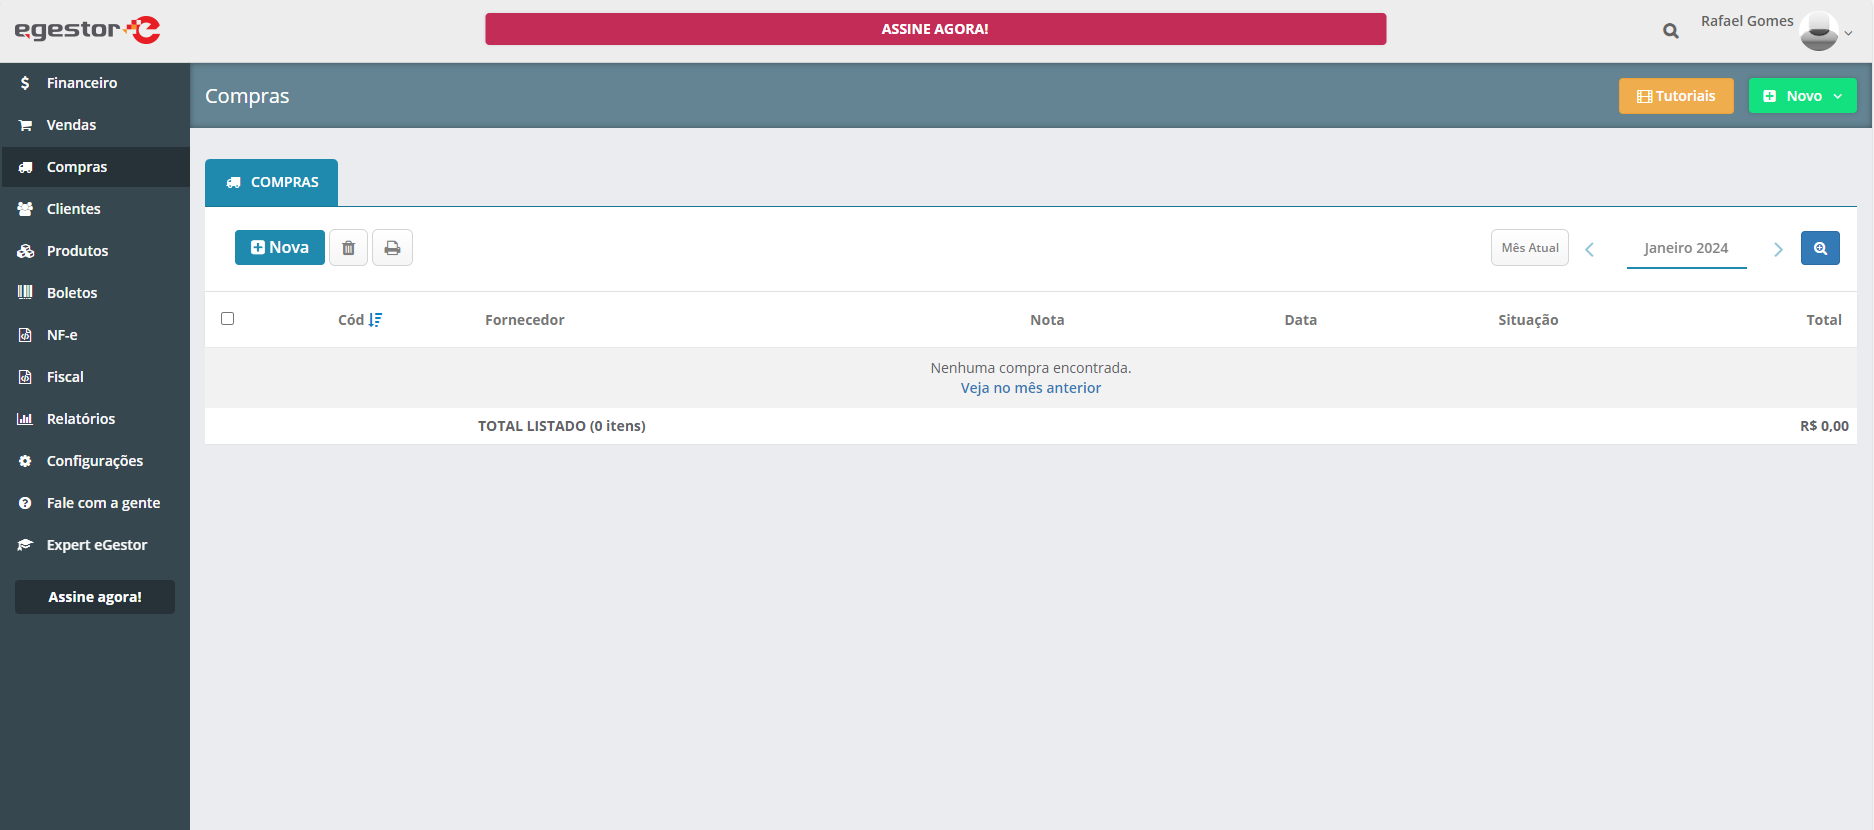 egestor
ASSINE AGORA!
Rafael Gomes
Financeiro
Vendas
Compras
Clientes
Produtos
Boletos
NF-e
Fiscal
Relatórios
Configurações
Fale com a gente
Expert eGestor
Assine agora!
Compras
Tutoriais
Novo
COMPRAS
Nova
Mês Atual
Janeiro 2024
Cód Fornecedor Nota Data Situação Total
Nenhuma compra encontrada.
Veja no mês anterior
TOTAL LISTADO (0 itens) R$ 0,00